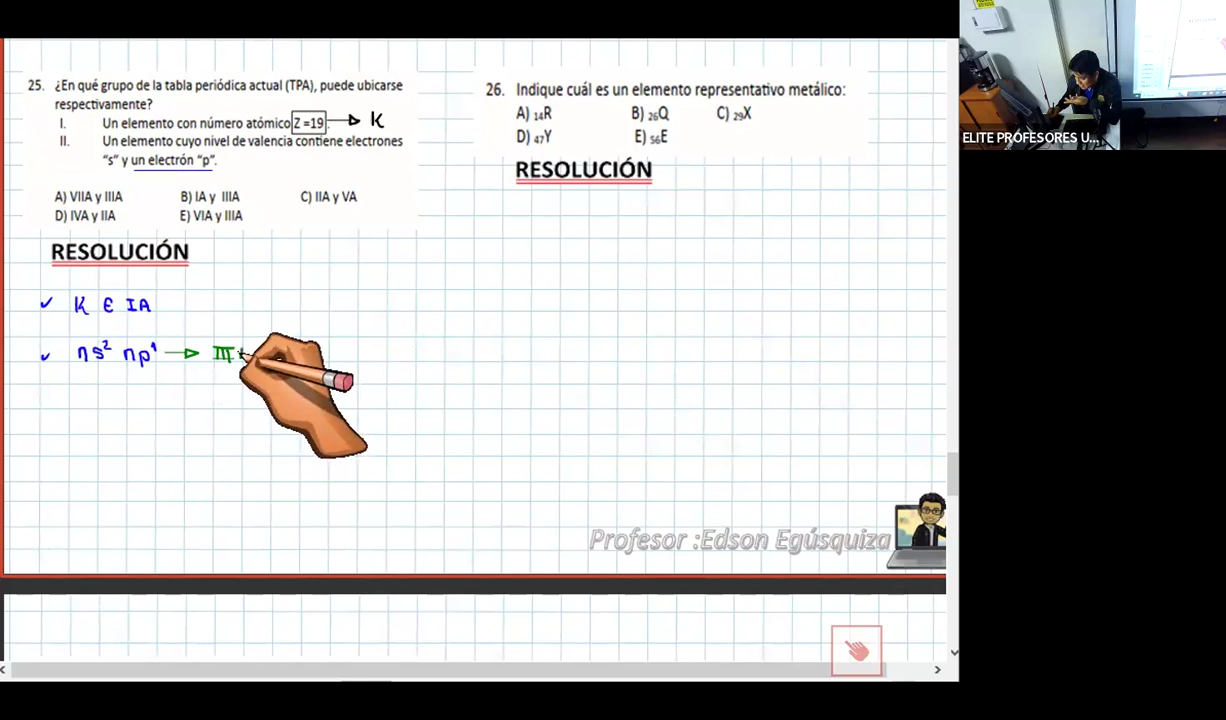 25. ¿En qué grupo de la tabla periódica actual (TPA), puede ubicarse
respectivamente?
I. Un elemento con número atómico Z =19. → K
II. Un elemento cuyo nivel de valencia contiene electrones
“s” y un electrón “p”.
A) VIIA y IIIA B) IA y IIIA C) IIA y VA
D) IVA y IIA E) VIA y IIIA
RESOLUCIÓN
✓ K ∈ IA
✓ ns² np¹ → III
26. Indique cuál es un elemento representativo metálico:
A) ₁₄R B) ₂₆Q C) ₂₉X
D) ₄₇Y E) ₅₆E
RESOLUCIÓN
Profesor :Edson Egúsquiza
ELITE PROFESORES U...